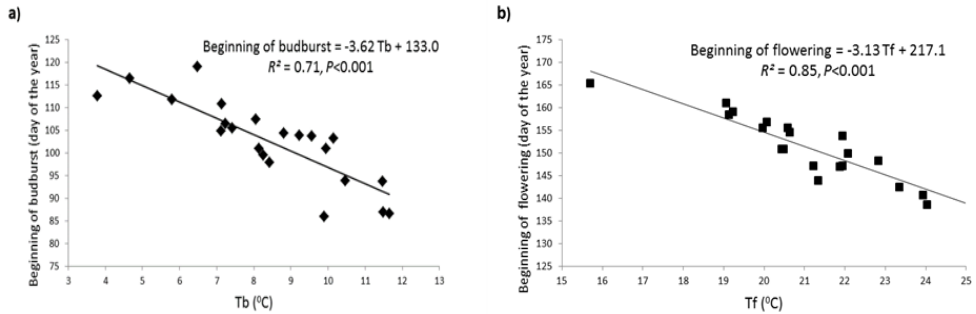 a)
Beginning of budburst = -3.62 Tb + 133.0
R² = 0.71, P<0.001
Beginning of budburst (day of the year)
125
120
115
110
105
100
95
90
85
80
75
3 4 5 6 7 8 9 10 11 12 13
Tb (⁰C)
b)
Beginning of flowering = -3.13 Tf + 217.1
R² = 0.85, P<0.001
Beginning of flowering (day of the year)
175
170
165
160
155
150
145
140
135
130
125
15 16 17 18 19 20 21 22 23 24 25
Tf (⁰C)